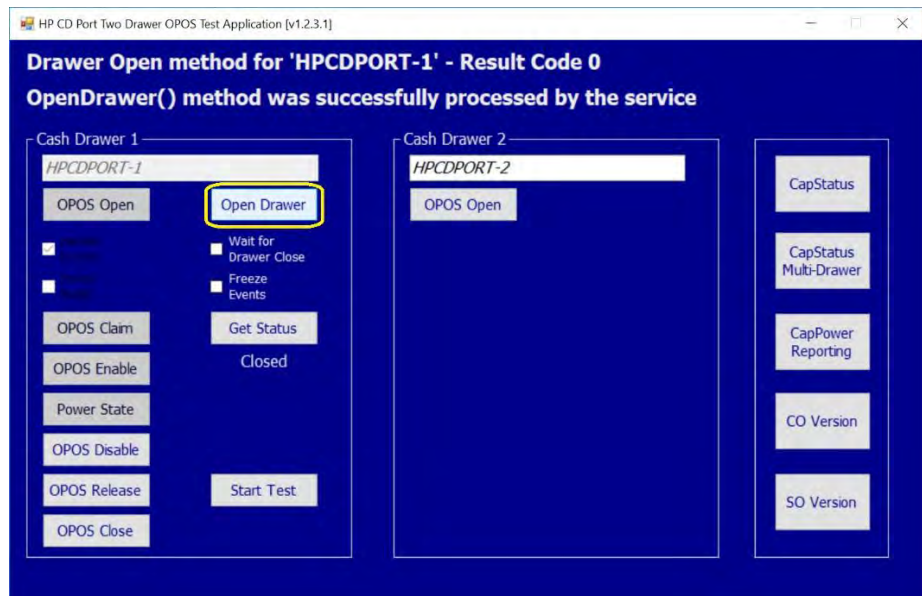 HP CD Port Two Drawer OPOS Test Application [v1.2.3.1]
Drawer Open method for 'HPCDPORT-1' - Result Code 0
OpenDrawer() method was successfully processed by the service
Cash Drawer 1
HPCDPORT-1
OPOS Open
Open Drawer
Wait for
Drawer Close
Freeze
Events
OPOS Claim
Get Status
OPOS Enable
Closed
Power State
OPOS Disable
OPOS Release
Start Test
OPOS Close
Cash Drawer 2
HPCDPORT-2
OPOS Open
CapStatus
CapStatus
Multi-Drawer
CapPower
Reporting
CO Version
SO Version